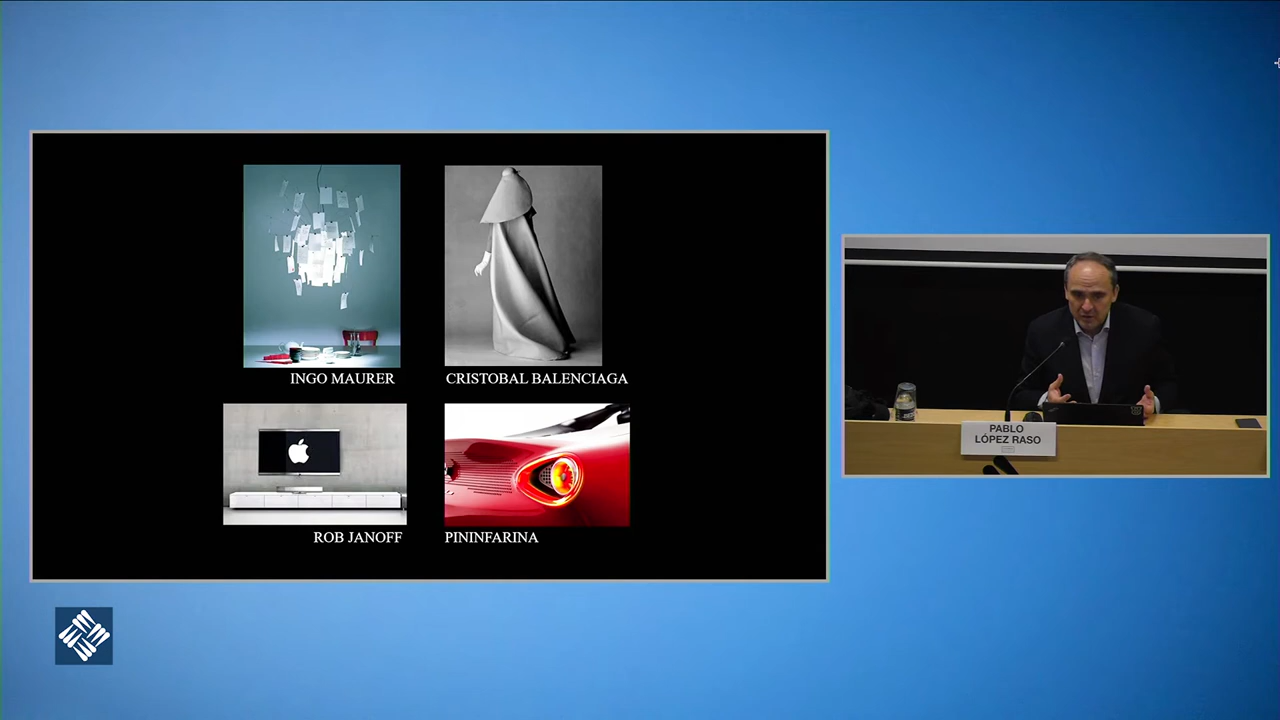 INGO MAURER
CRISTOBAL BALENCIAGA
ROB JANOFF
PININFARINA
PABLO
LÓPEZ RASO